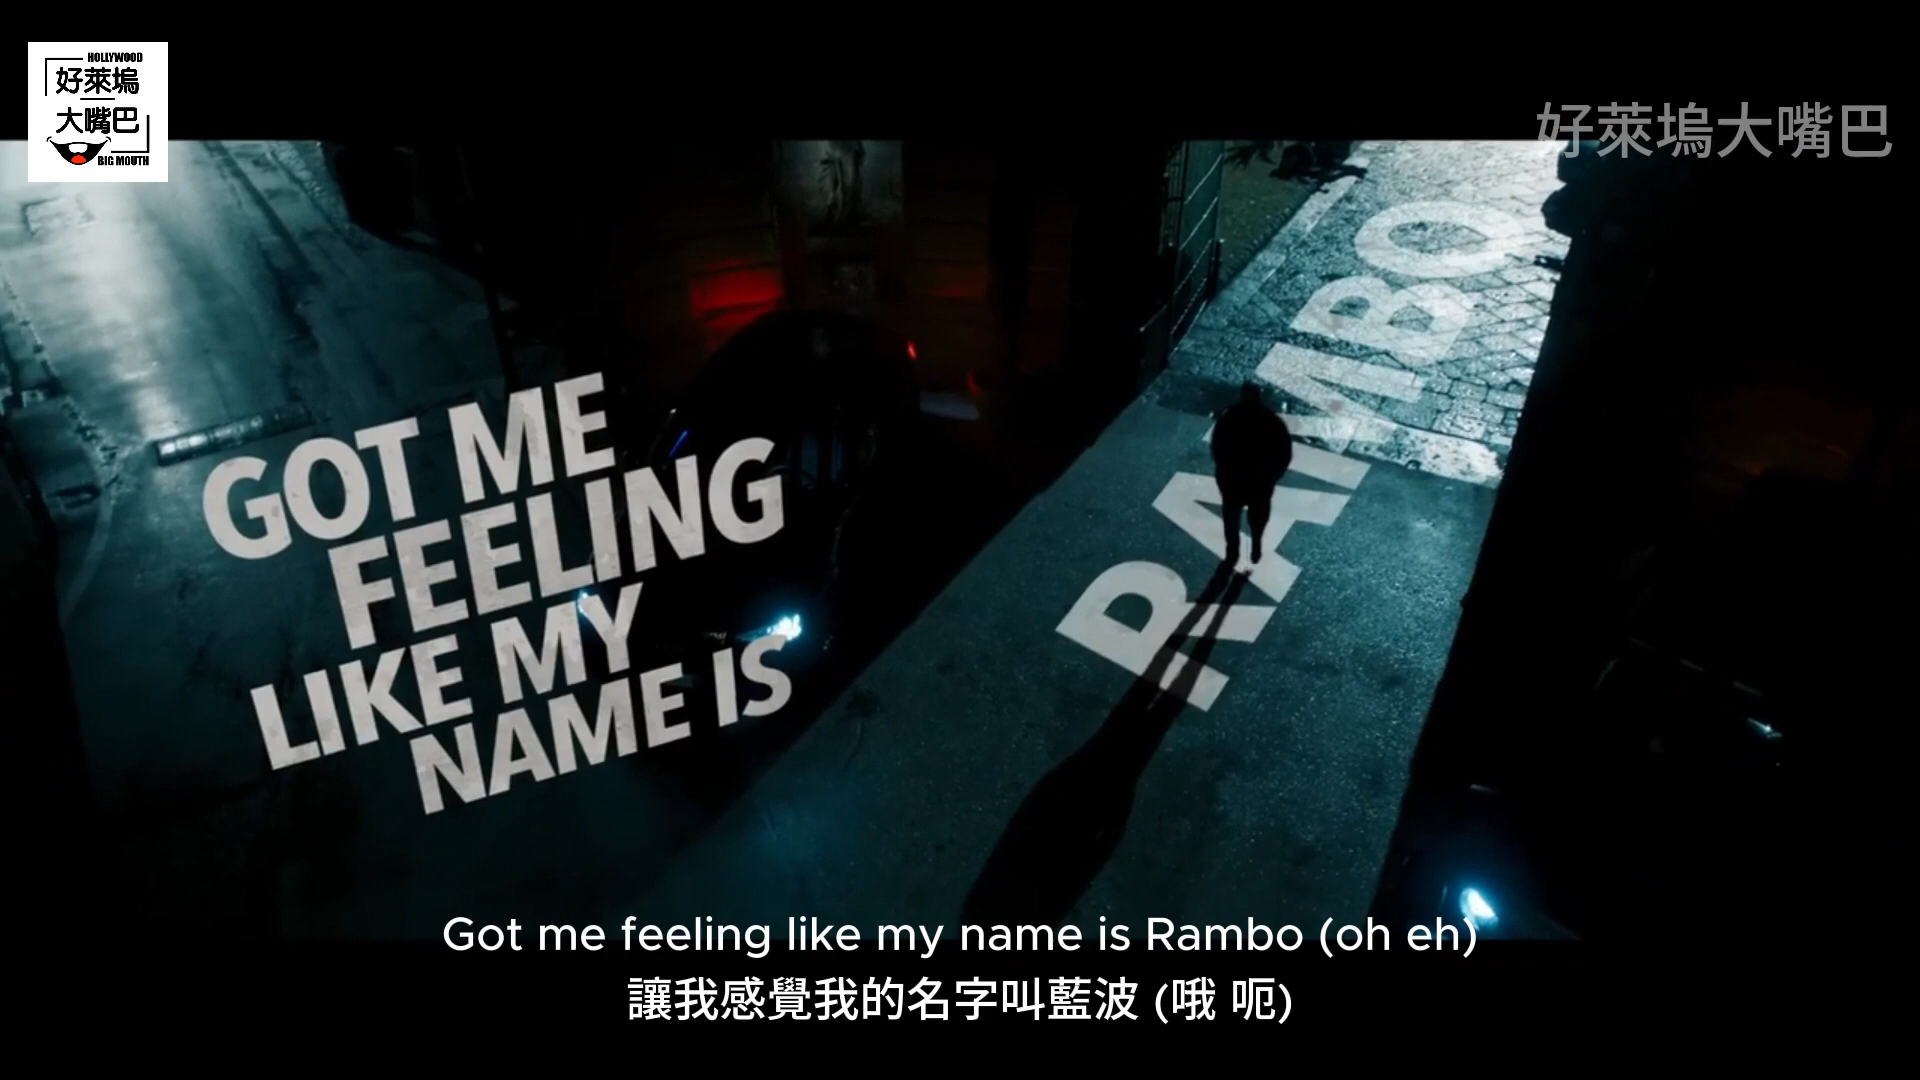 HOLLYWOOD
好萊塢
大嘴巴
BIG MOUTH
好萊塢大嘴巴
GOT ME
FEELING
LIKE MY
NAME IS
RAMBO
Got me feeling like my name is Rambo (oh eh)
讓我感覺我的名字叫藍波 (哦 呃)